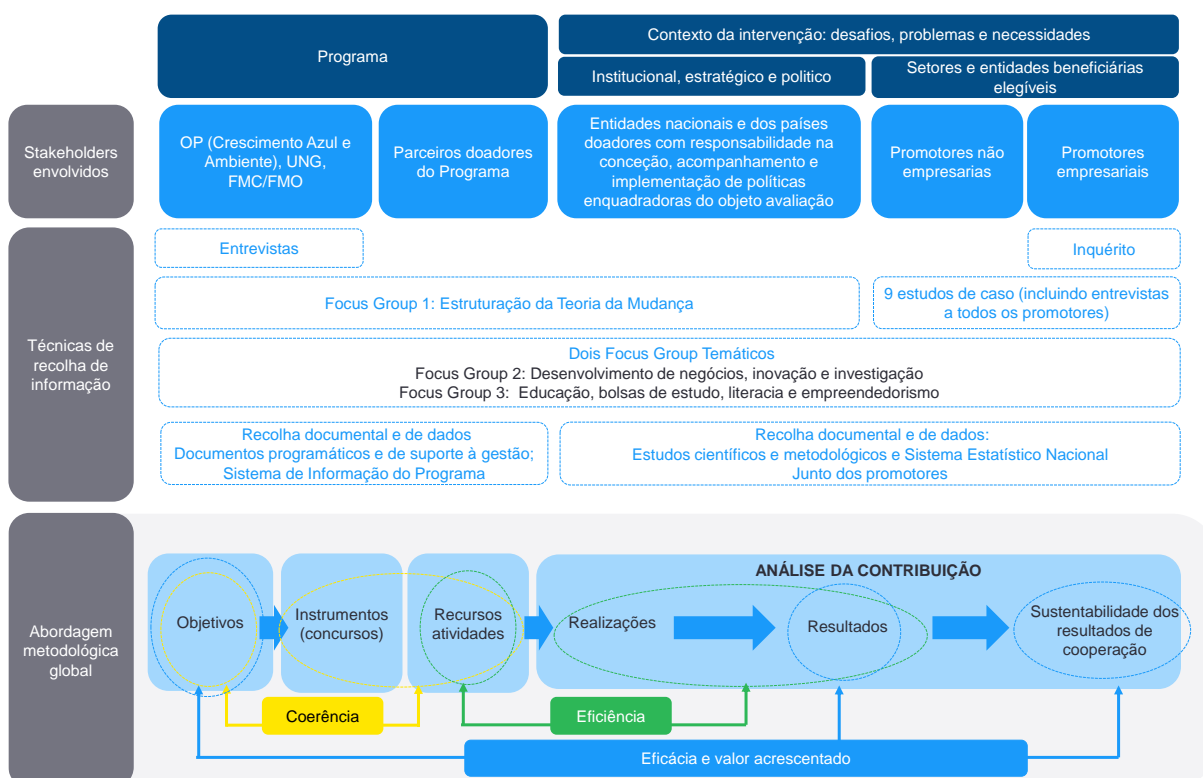 Programa
Contexto da intervenção: desafios, problemas e necessidades
Institucional, estratégico e politico
Setores e entidades beneficiárias
elegíveis
Stakeholders
envolvidos
OP (Crescimento Azul e
Ambiente), UNG,
FMC/FMO
Parceiros doadores
do Programa
Entidades nacionais e dos países
doadores com responsabilidade na
conceção, acompanhamento e
implementação de políticas
enquadradoras do objeto avaliação
Promotores não
empresarias
Promotores
empresariais
Técnicas de
recolha de
informação
Entrevistas
Inquérito
Focus Group 1: Estruturação da Teoria da Mudança
9 estudos de caso (incluindo entrevistas
a todos os promotores)
Dois Focus Group Temáticos
Focus Group 2: Desenvolvimento de negócios, inovação e investigação
Focus Group 3: Educação, bolsas de estudo, literacia e empreendedorismo
Recolha documental e de dados
Documentos programáticos e de suporte à gestão;
Sistema de Informação do Programa
Recolha documental e de dados:
Estudos científicos e metodológicos e Sistema Estatístico Nacional
Junto dos promotores
Abordagem
metodológica
global
ANÁLISE DA CONTRIBUIÇÃO
Objetivos
Instrumentos
(concursos)
Recursos
atividades
Realizações
Resultados
Sustentabilidade dos
resultados de
cooperação
Coerência
Eficiência
Eficácia e valor acrescentado